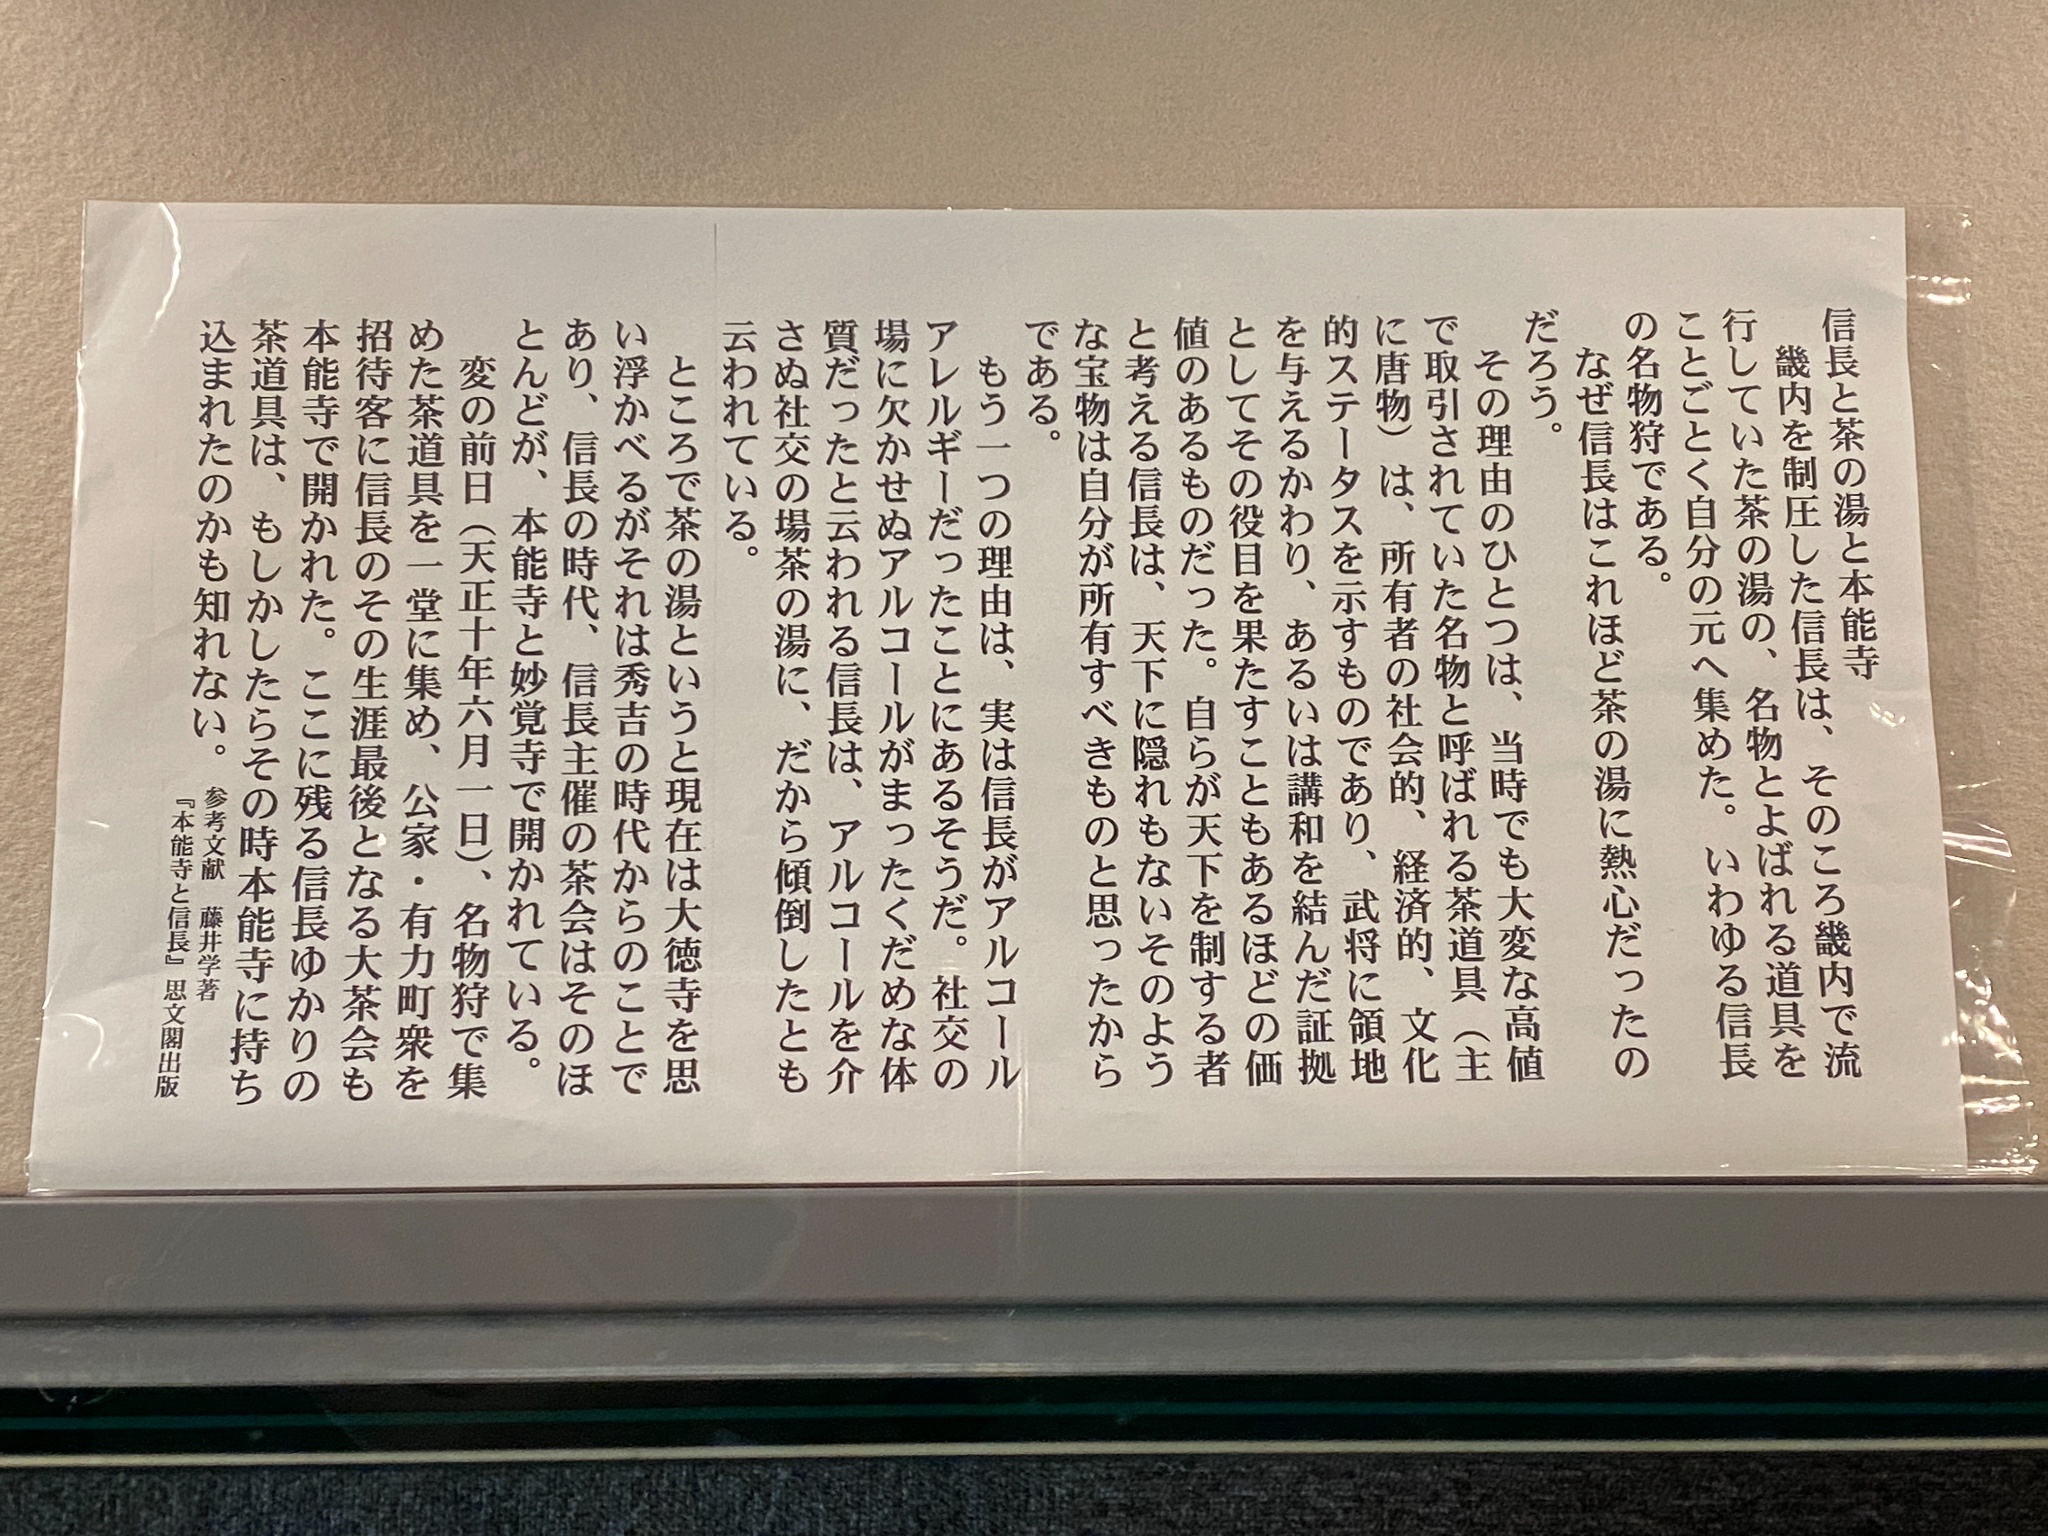 信長と茶の湯と本能寺
畿内を制圧した信長は、そのころ畿内で流
行していた茶の湯の、名物とよばれる道具を
ことごとく自分の元へ集めた。いわゆる信長
の名物狩である。
なぜ信長はこれほど茶の湯に熱心だったの
だろう。
その理由のひとつは、当時でも大変な高値
で取引されていた名物と呼ばれる茶道具（主
に唐物）は、所有者の社会的、経済的、文化
的ステータスを示すものであり、武将に領地
を与えるかわり、あるいは講和を結んだ証拠
としてその役目を果たすこともあるほどの価
値のあるものだった。自らが天下を制する者
と考える信長は、天下に隠れもないそのよう
な宝物は自分が所有すべきものと思ったから
である。
もう一つの理由は、実は信長がアルコール
アレルギーだったことにあるそうだ。社交の
場に欠かせぬアルコールがまったくだめな体
質だったと云われる信長は、アルコールを介
さぬ社交の場茶の湯に、だから傾倒したとも
云われている。
ところで茶の湯というと現在は大徳寺を思
い浮かべるがそれは秀吉の時代からのことで
あり、信長の時代、信長主催の茶会はそのほ
とんどが、本能寺と妙覚寺で開かれている。
変の前日（天正十年六月一日）、名物狩で集
めた茶道具を一堂に集め、公家・有力町衆を
招待客に信長のその生涯最後となる大茶会も
本能寺で開かれた。ここに残る信長ゆかりの
茶道具は、もしかしたらその時本能寺に持ち
込まれたのかも知れない。
参考文献　藤井学著
『本能寺と信長』思文閣出版